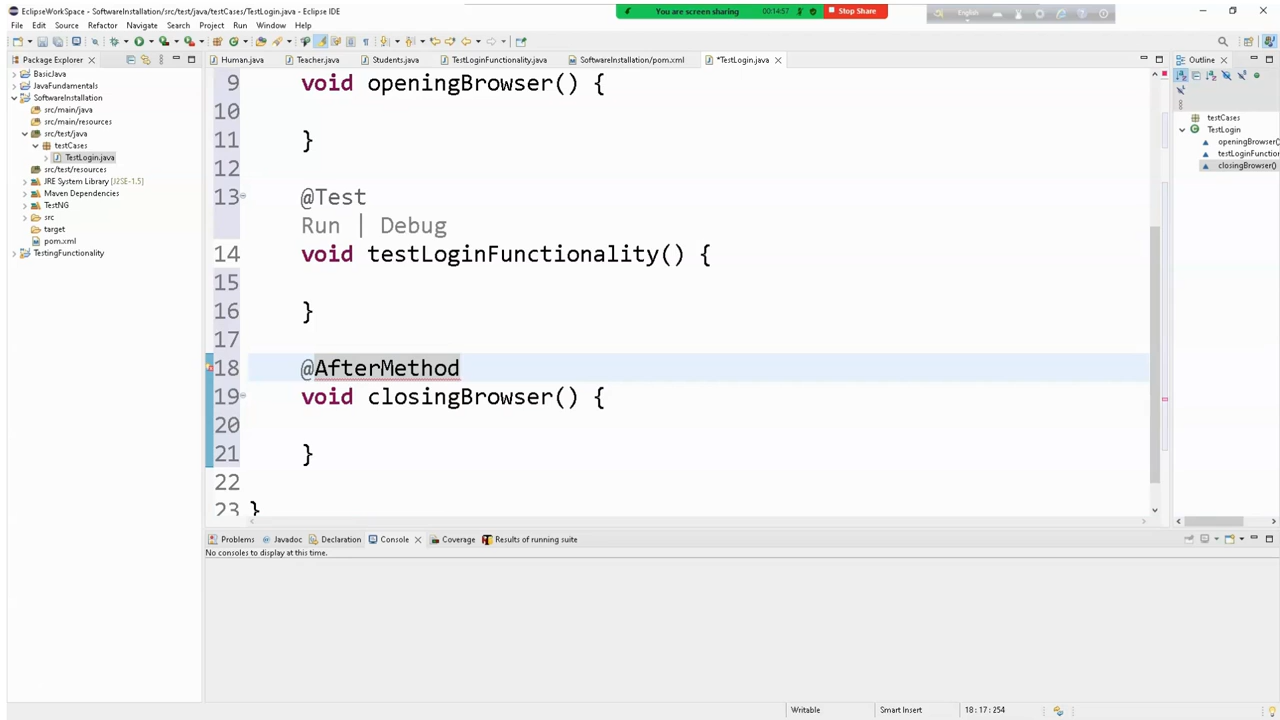 EclipseWorkSpace - SoftwareInstallation/src/test/java/testCases/TestLogin.java - Eclipse IDE
You are screen sharing
00:14:57
Stop Share
English
File Edit Source Refactor Navigate Search Project Run Window Help
Package Explorer
Human.java
Teacher.java
Students.java
TestLoginFunctionality.java
SoftwareInstallation/pom.xml
*TestLogin.java
Outline
BasicJava
JavaFundamentals
SoftwareInstallation
src/main/java
src/main/resources
src/test/java
testCases
TestLogin.java
src/test/resources
JRE System Library [J2SE-1.5]
Maven Dependencies
TestNG
src
target
pom.xml
TestingFunctionality
9 void openingBrowser() {
10
11 }
12
13 @Test
Run | Debug
14 void testLoginFunctionality() {
15
16 }
17
18 @AfterMethod
19 void closingBrowser() {
20
21 }
22
23 }
testCases
TestLogin
openingBrowser()
testLoginFunctio
closingBrowser()
Problems
Javadoc
Declaration
Console
Coverage
Results of running suite
No consoles to display at this time.
Writable
Smart Insert
18:17:254